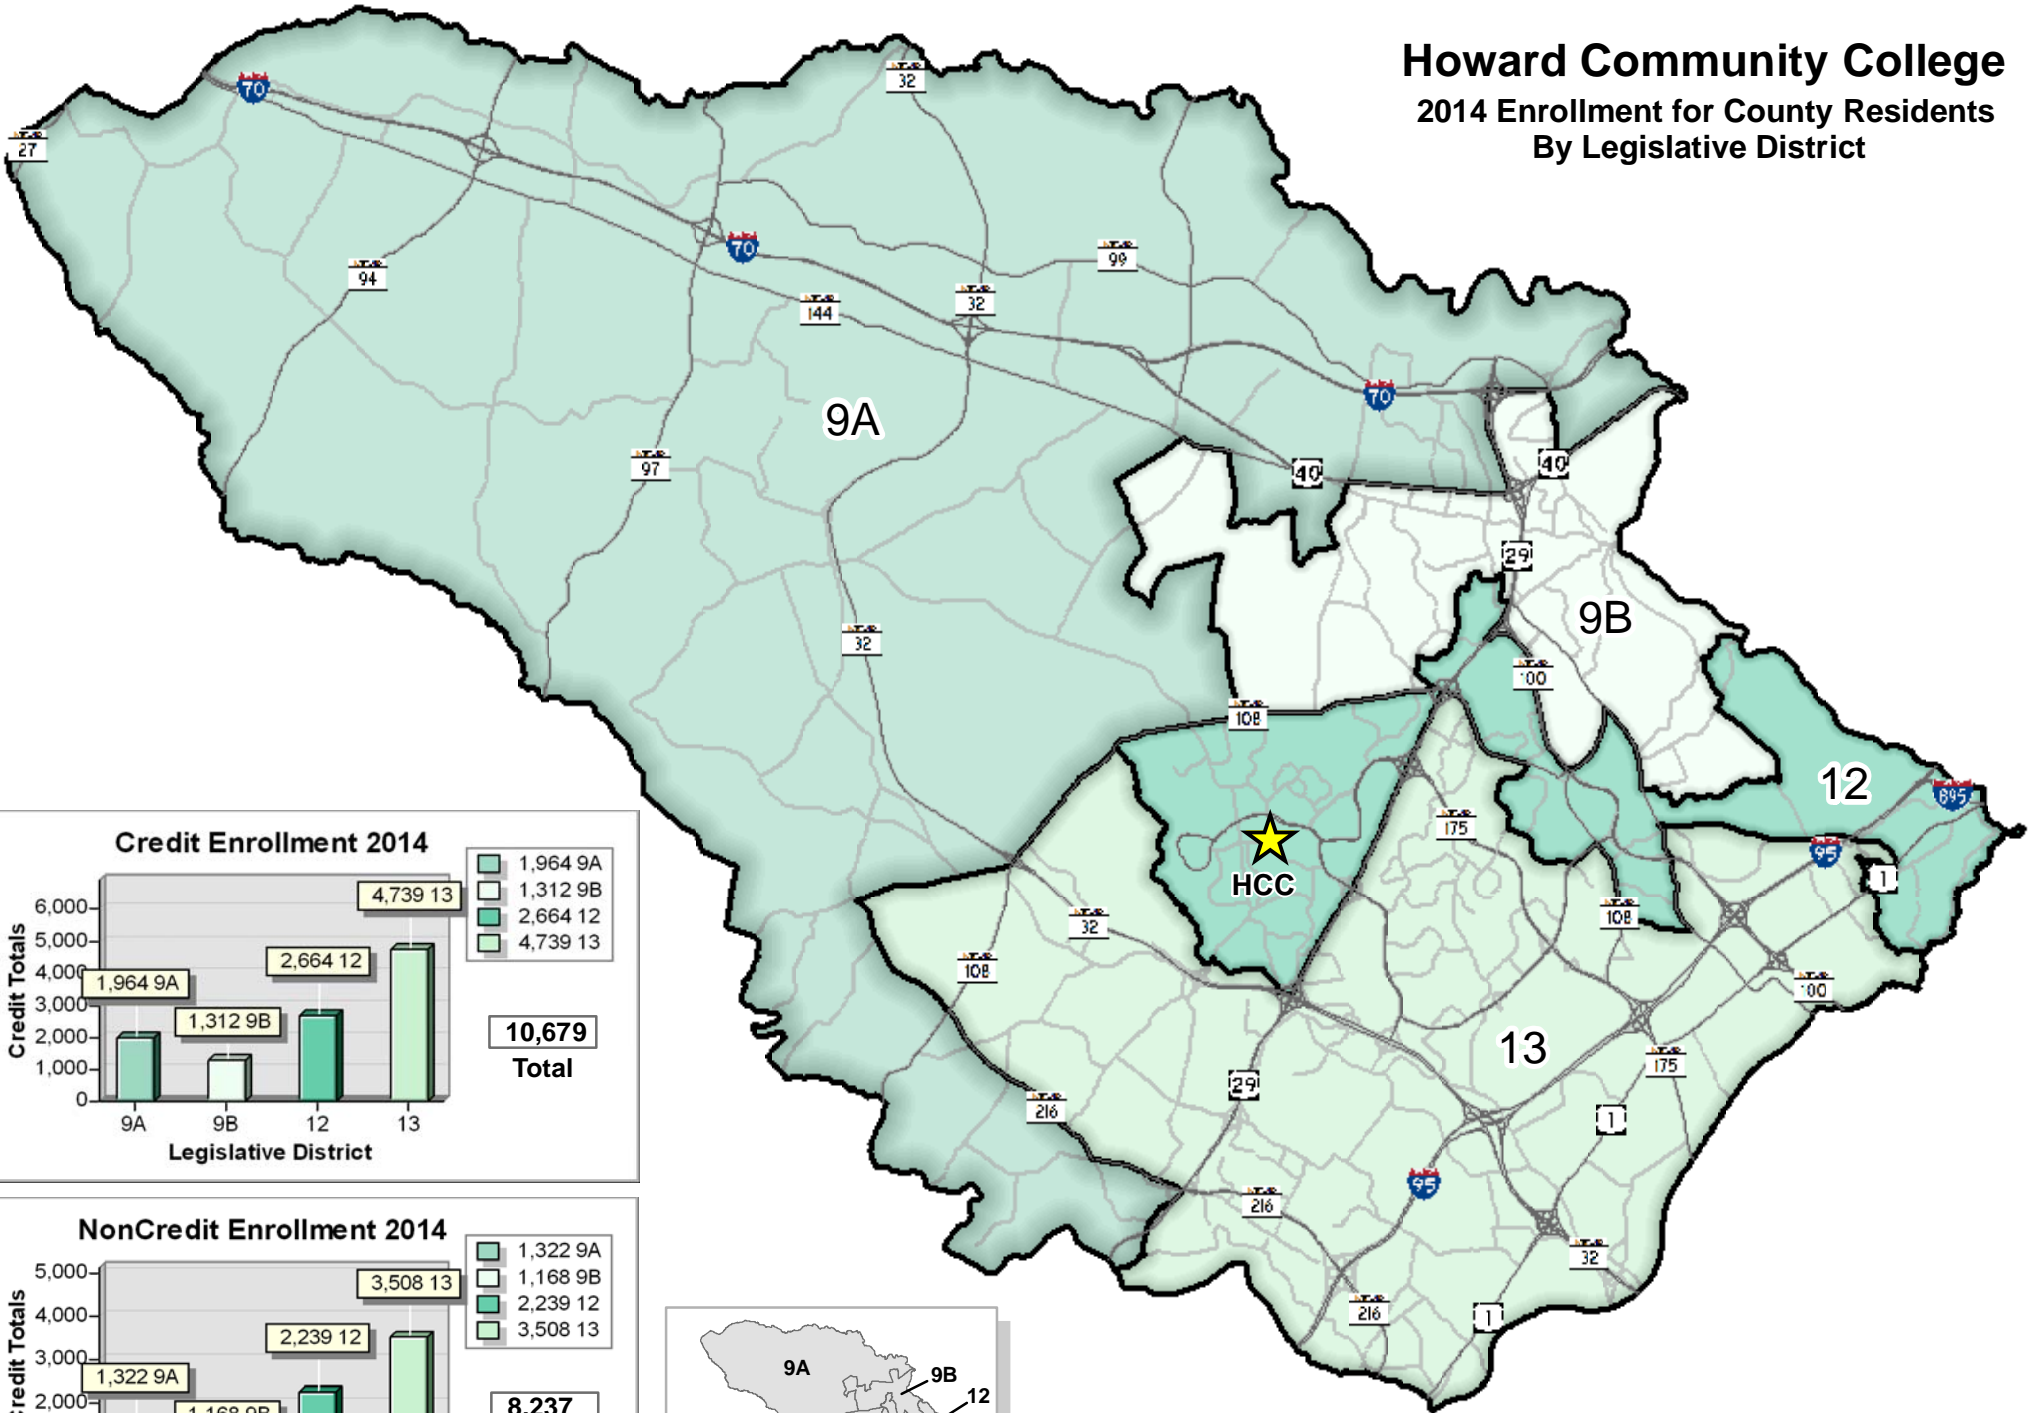 Howard Community College
2014 Enrollment for County Residents
By Legislative District
32
70
27
70
99
94
32
144
70
9A
40
97
40
29
9B
32
100
108
12
895
175
95
HCC
1
32
108
108
100
13
175
29
216
1
95
216
32
216
1
Credit Enrollment 2014
1,964 9A
1,312 9B
2,664 12
4,739 13
4,739 13
2,664 12
1,964 9A
1,312 9B
6,000
5,000
4,000
3,000
2,000
1,000
0
Credit Totals
9A
9B
12
13
Legislative District
10,679
Total
NonCredit Enrollment 2014
1,322 9A
1,168 9B
2,239 12
3,508 13
3,508 13
2,239 12
1,322 9A
1,168 9B
5,000
4,000
3,000
2,000
Credit Totals
8,237
9A
9B
12